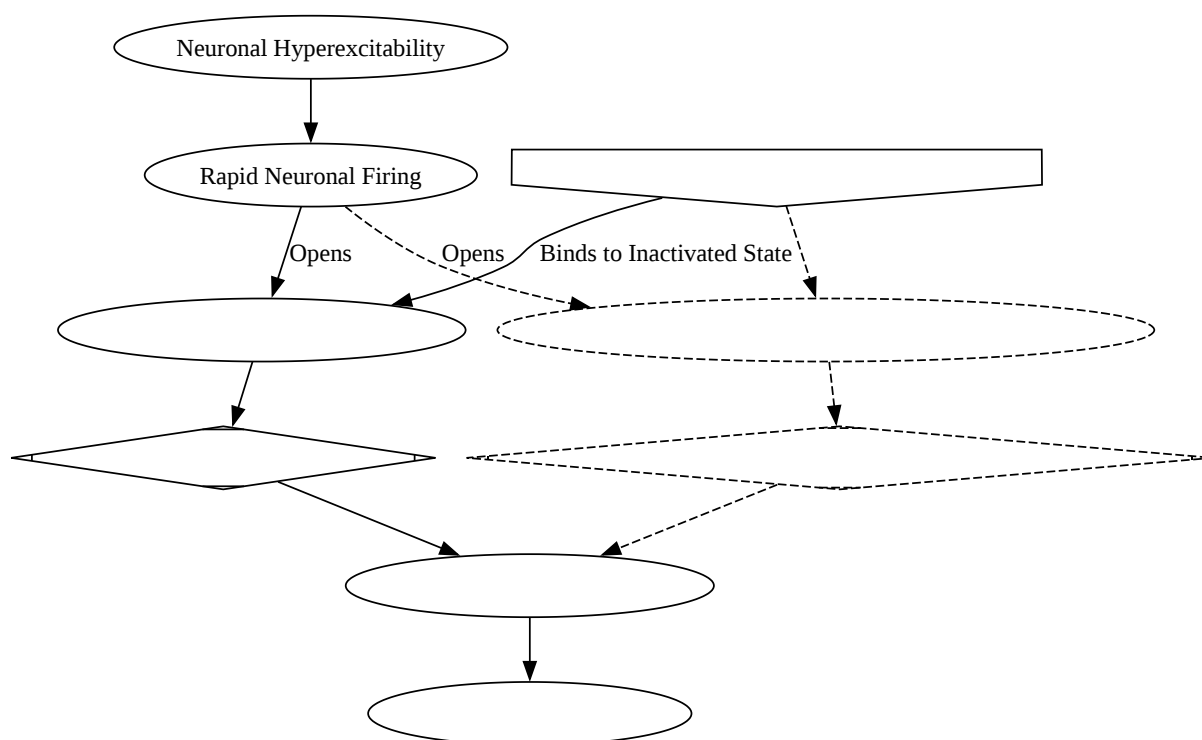 Neuronal Hyperexcitability
Rapid Neuronal Firing
Opens
Opens
Binds to Inactivated State